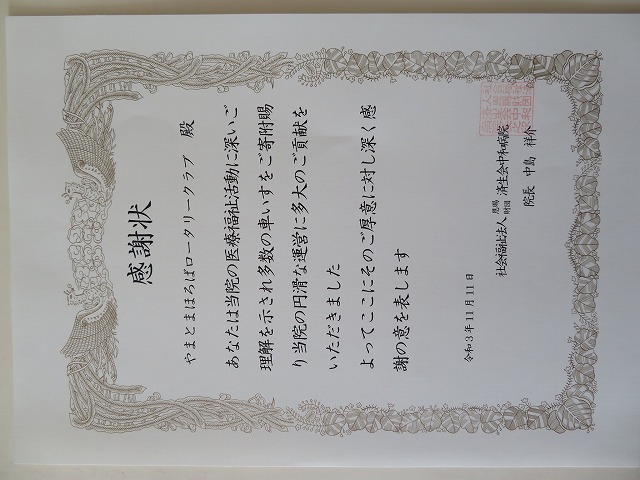 感謝状
やまとまほろばロータリークラブ 殿
あなたは当院の医療福祉活動に深いご
理解を示され多数の車いすをご寄附賜
り当院の円滑な運営に多大のご貢献を
いただきました
よってここにそのご厚意に対し深く感
謝の意を表します
令和3年11月11日
社会福祉法人 恩賜財団 済生会中和病院
院長 中島 祥介